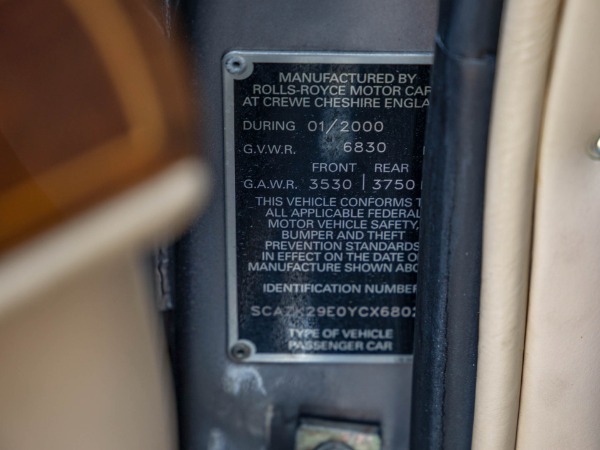 MANUFACTURED BY
ROLLS-ROYCE MOTOR CAR
AT CREWE CHESHIRE ENGLA
DURING 01/2000
G.V.W.R. 6830
FRONT REAR
G.A.W.R. 3530 | 3750
THIS VEHICLE CONFORMS T
ALL APPLICABLE FEDERAL
MOTOR VEHICLE SAFETY,
BUMPER AND THEFT
PREVENTION STANDARDS
IN EFFECT ON THE DATE O
MANUFACTURE SHOWN ABO
IDENTIFICATION NUMBER
SCAZK29E0YCX6802
TYPE OF VEHICLE
PASSENGER CAR